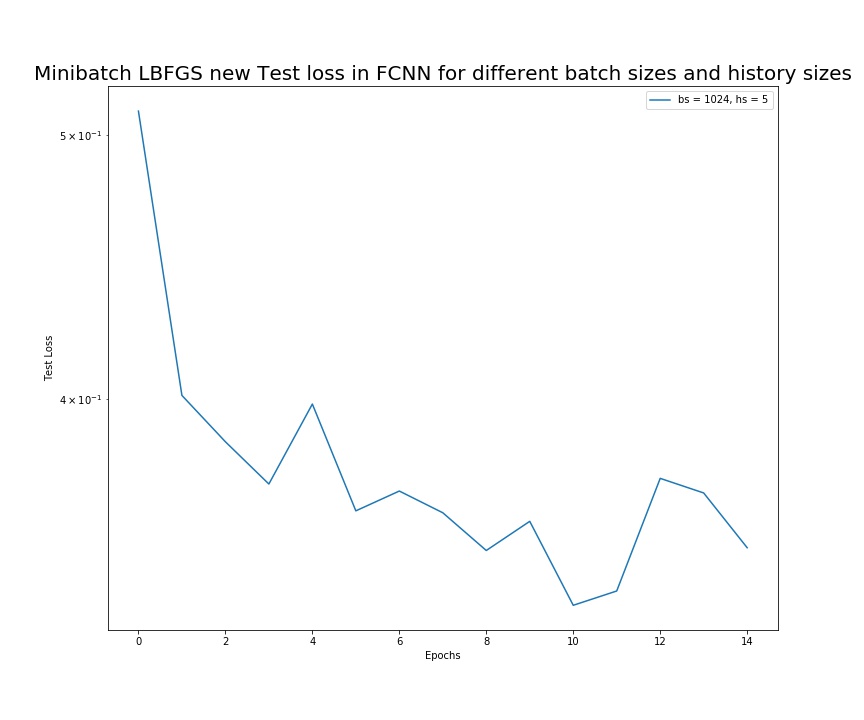 Minibatch LBFGS new Test loss in FCNN for different batch sizes and history sizes
bs = 1024, hs = 5
5 × 10⁻¹
Test Loss
4 × 10⁻¹
0 2 4 6 8 10 12 14
Epochs